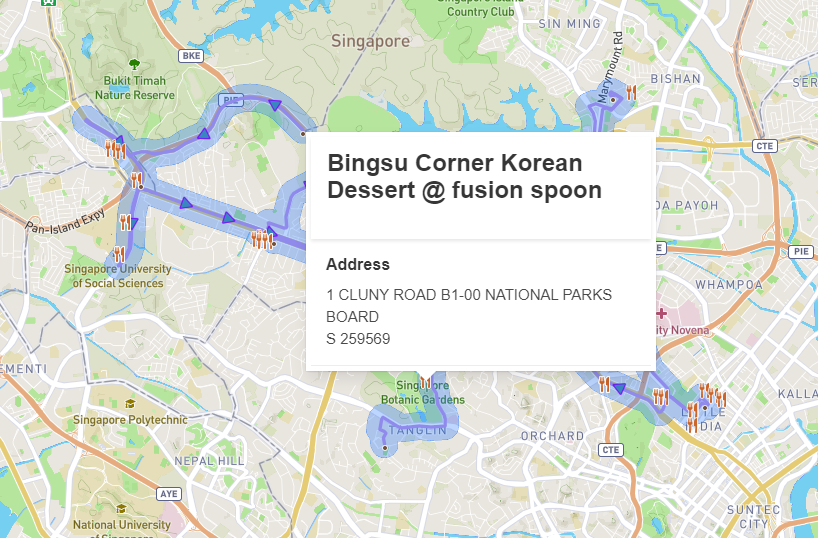 Singapore Island
Country Club
SIN MING
Singapore
BKE
Marymount Rd
Bukit Timah
Nature Reserve
BISHAN
SER
PIE
CTE
Bingsu Corner Korean
Dessert @ fusion spoon
OA PAYOH
Pan-Island Expy
E
PIE
Address
Singapore University
of Social Sciences
1 CLUNY ROAD B1-00 NATIONAL PARKS
BOARD
S 259569
WHAMPOA
ity Novena
EMENTI
Singapore
Botanic Gardens
KALLA
LITTLE
INDIA
Singapore Polytechnic
TANGLIN
ORCHARD
CTE
NEPAL HILL
AYE
SUNTEC
CITY
National University
of Singapore